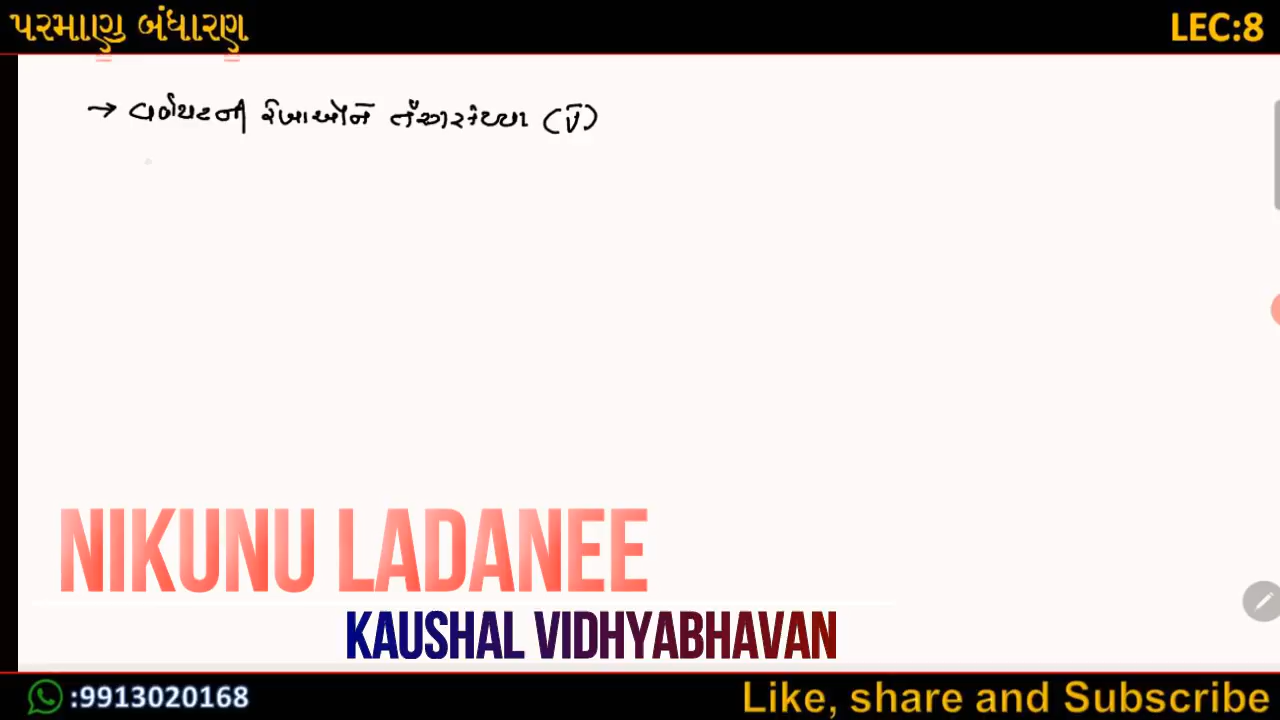 પરમાણુ બંધારણ
LEC:8
→ વર્ણપટની રેખાઓને તરંગસંખ્યા (ν̅)
NIKUNU LADANEE
KAUSHAL VIDHYABHAVAN
:9913020168
Like, share and Subscribe